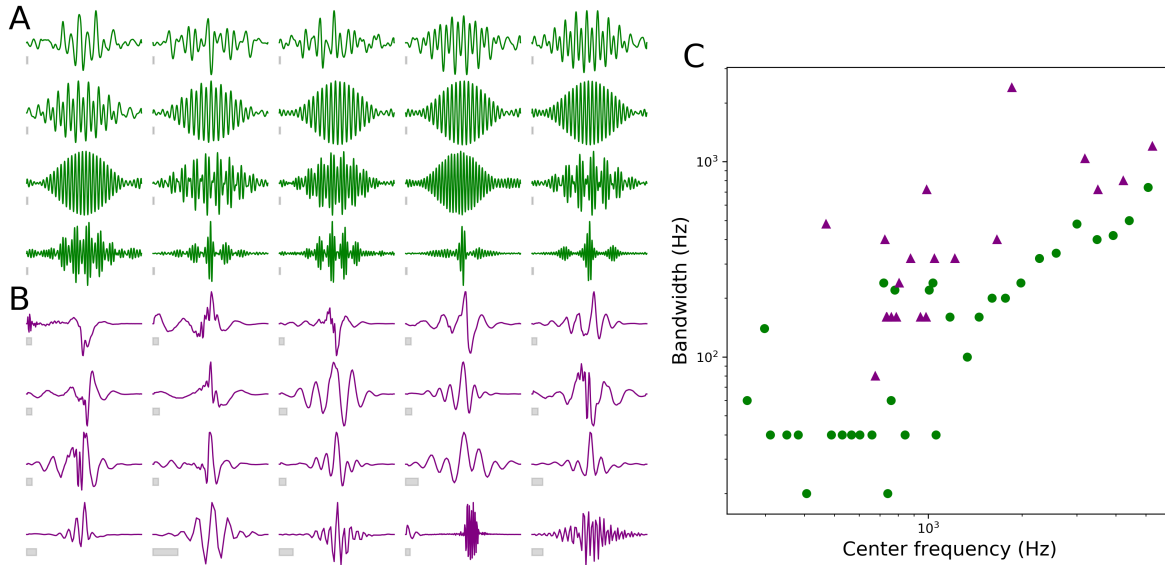 A
B
C
10³
10²
Bandwidth (Hz)
10³
Center frequency (Hz)